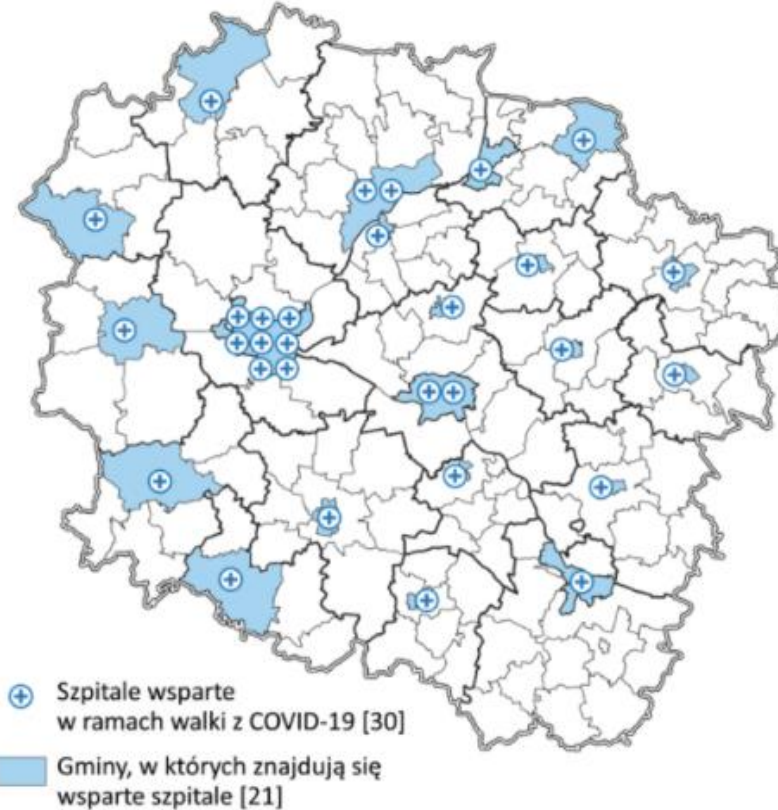 Szpitale wsparte
w ramach walki z COVID-19 [30]
Gminy, w których znajdują się
wsparte szpitale [21]